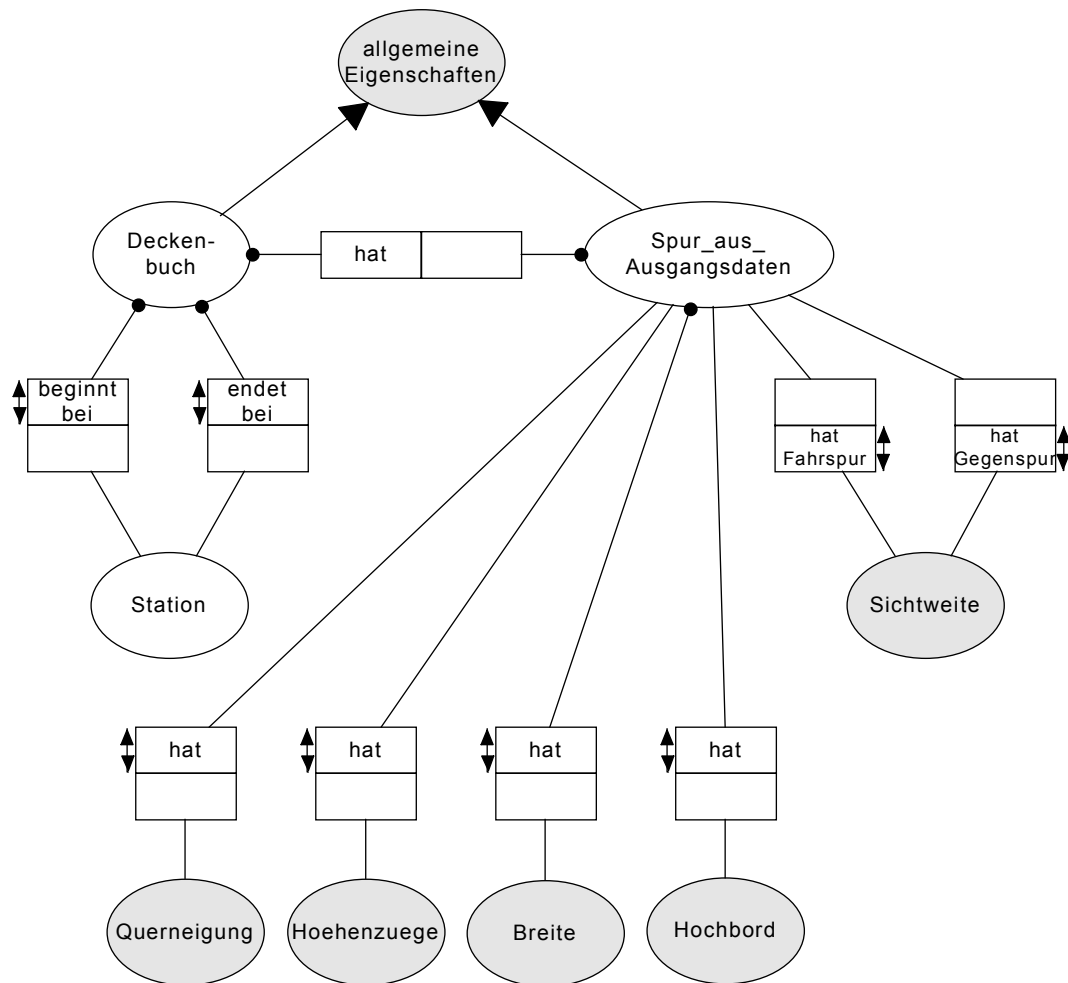 allgemeine
Eigenschaften
Decken-
buch
hat
Spur_aus_
Ausgangsdaten
beginnt
bei
endet
bei
hat
Fahrspur
hat
Gegenspur
Station
Sichtweite
hat
hat
hat
hat
Querneigung
Hoehenzuege
Breite
Hochbord